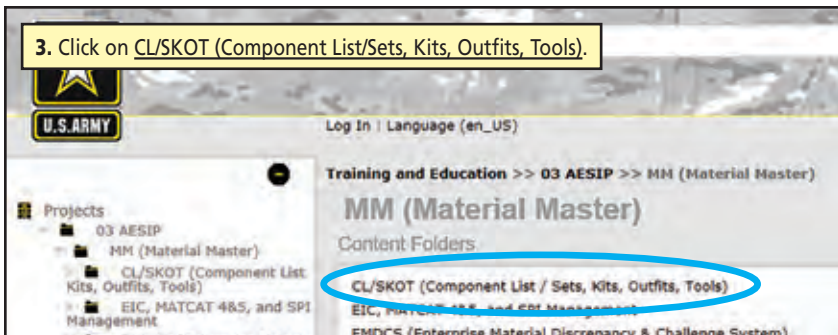 3. Click on CL/SKOT (Component List/Sets, Kits, Outfits, Tools).
U.S.ARMY
Log In | Language (en_US)
Training and Education >> 03 AESIP >> MM (Material Master)
Projects
03 AESIP
MM (Material Master)
CL/SKOT (Component List
Kits, Outfits, Tools)
EIC, MATCAT 4&5, and SPI
Management
MM (Material Master)
Content Folders
CL/SKOT (Component List / Sets, Kits, Outfits, Tools)
EIC, MATCAT 4&5, and SPI Management
EMDCS (Enterprise Material Discrepancy & Challenge System)